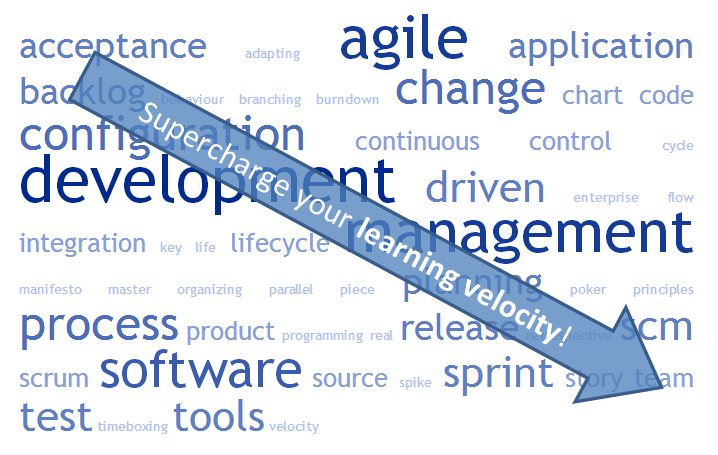 acceptance adapting agile application
backlog behaviour branching burndown change chart code
configuration continuous control cycle
development driven enterprise flow
integration key life lifecycle management
manifesto master organizing parallel piece planning poker principles
process product programming real release scm
scrum software source spike sprint story team
test timeboxing tools velocity
Supercharge your learning velocity!